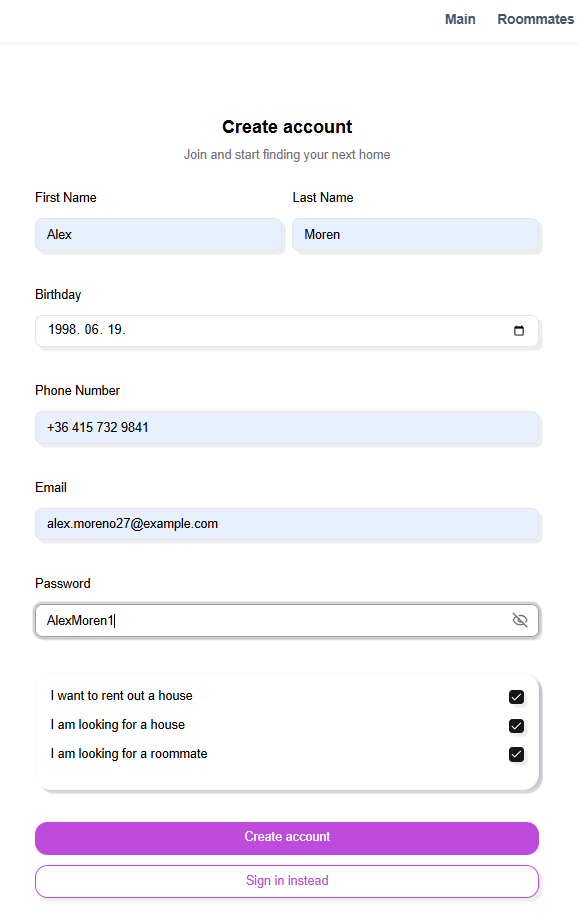 Main Roommates
Create account
Join and start finding your next home
First Name Last Name
Alex Moren
Birthday
1998. 06. 19.
Phone Number
+36 415 732 9841
Email
alex.moreno27@example.com
Password
AlexMoren1
I want to rent out a house
I am looking for a house
I am looking for a roommate
Create account
Sign in instead